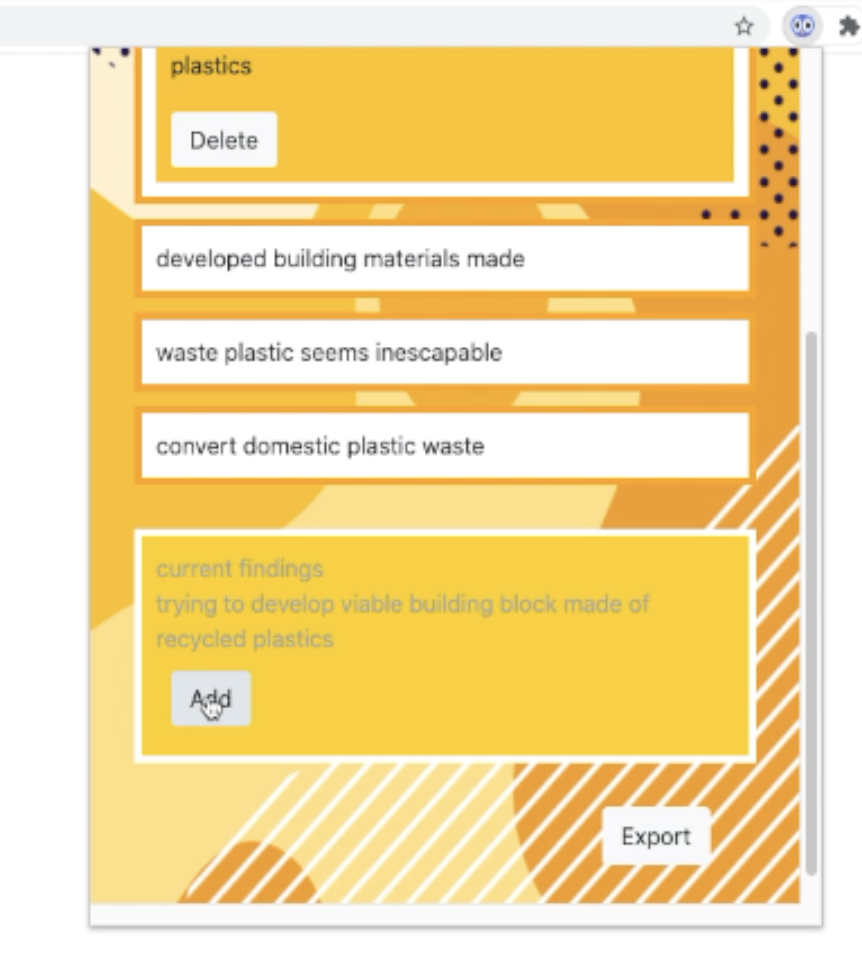 plastics
Delete
developed building materials made
waste plastic seems inescapable
convert domestic plastic waste
current findings
trying to develop viable building block made of
recycled plastics
Add
Export